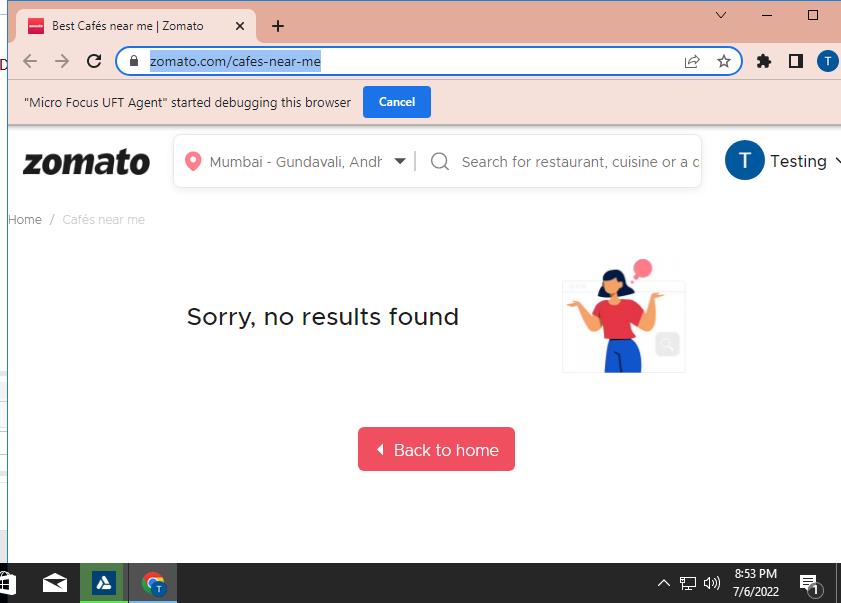 Best Cafés near me | Zomato
zomato.com/cafes-near-me
T
"Micro Focus UFT Agent" started debugging this browser
Cancel
zomato
Mumbai - Gundavali, Andh
Search for restaurant, cuisine or a d
T
Testing
Home / Cafés near me
Sorry, no results found
Back to home
T
8:53 PM
7/6/2022
1